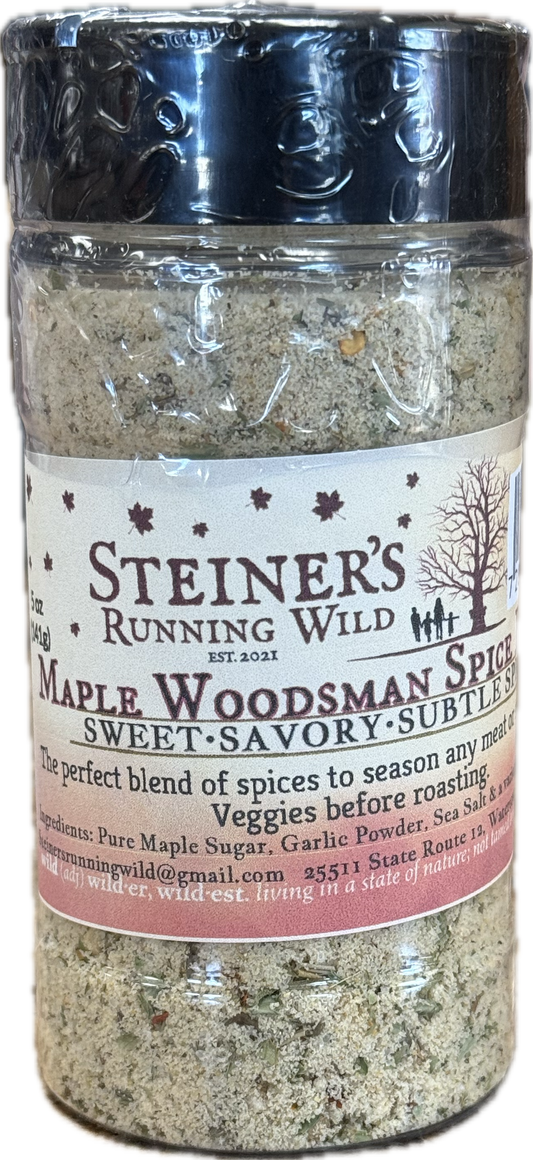 STEINER'S
RUNNING WILD
EST. 2021
5 oz
MAPLE WOODSMAN SPICE
SWEET·SAVORY·SUBTLE
The perfect blend of spices to season any meat or
Veggies before roasting.
Ingredients: Pure Maple Sugar, Garlic Powder, Sea Salt & a
steinersrunningwild@gmail.com 25511 State Route 12,
wild (adj) wild·er, wild·est. living in a state of nature; not